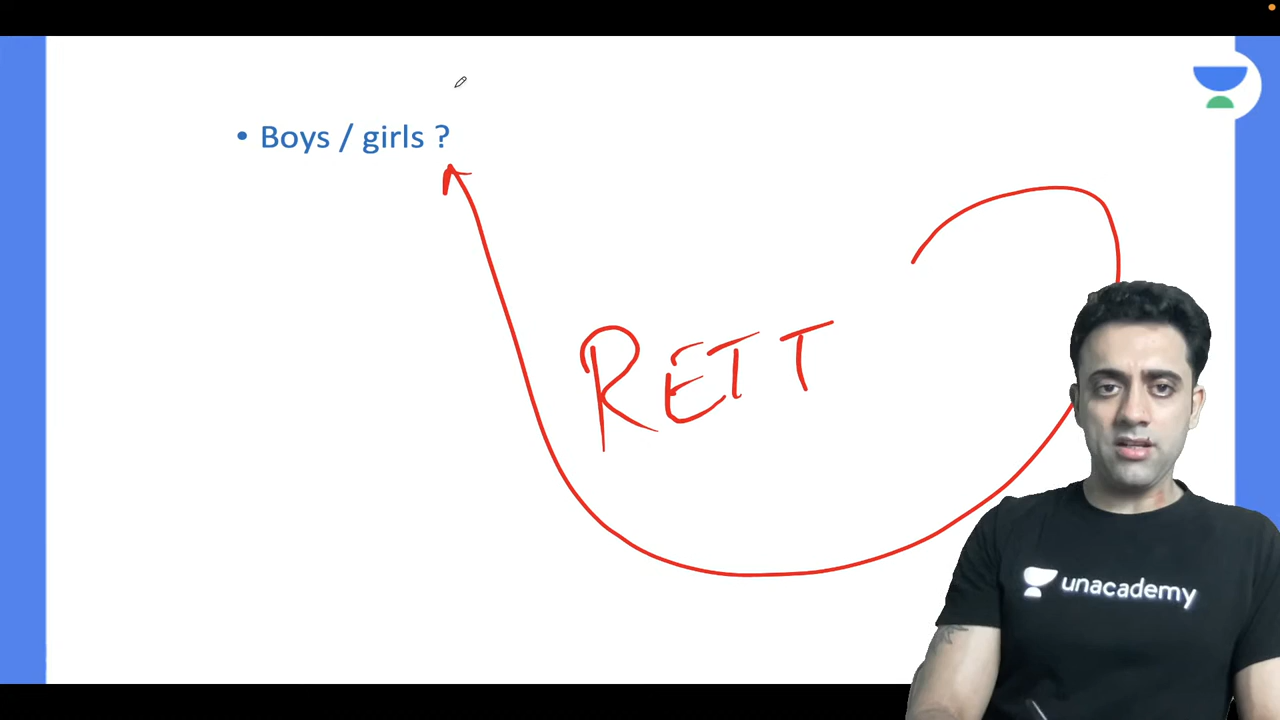 • Boys / girls ?
RETT
unacademy